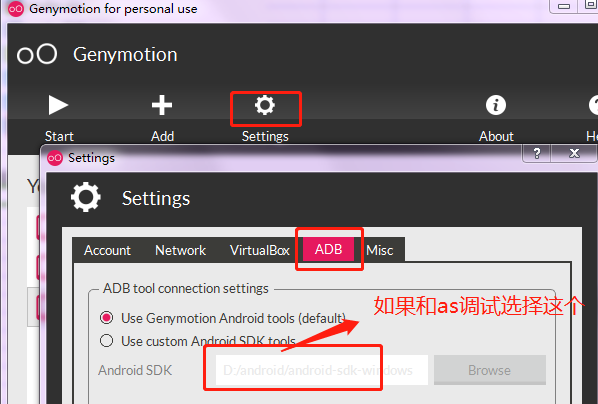 Genymotion for personal use
Genymotion
Start Add Settings About He
Settings
Yo
Settings
Account Network VirtualBox ADB Misc
ADB tool connection settings
如果和as调试选择这个
Use Genymotion Android tools (default)
Use custom Android SDK tools
Android SDK D:/android/android-sdk-windows Browse